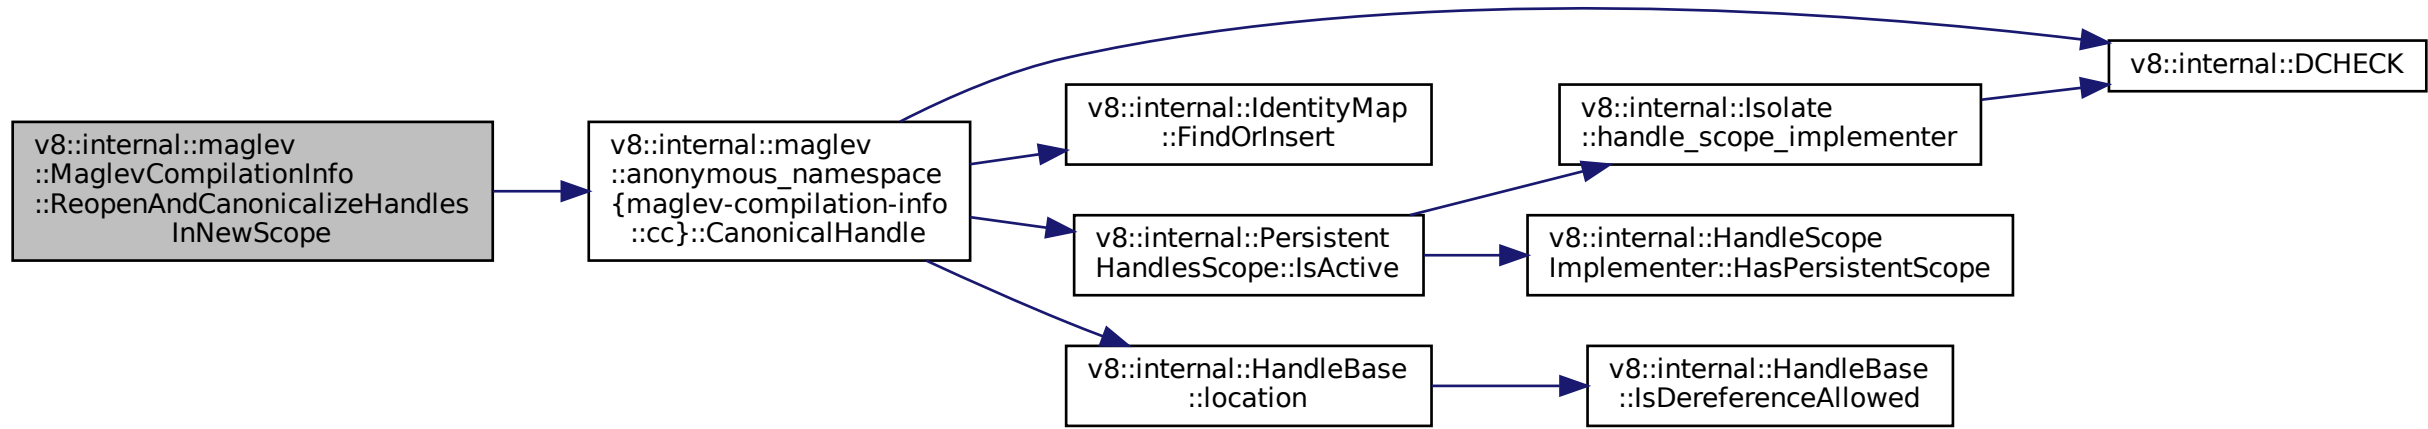 v8::internal::maglev
::MaglevCompilationInfo
::ReopenAndCanonicalizeHandles
InNewScope
v8::internal::maglev
::anonymous_namespace
{maglev-compilation-info
::cc}::CanonicalHandle
v8::internal::DCHECK
v8::internal::IdentityMap
::FindOrInsert
v8::internal::Persistent
HandlesScope::IsActive
v8::internal::Isolate
::handle_scope_implementer
v8::internal::HandleScope
Implementer::HasPersistentScope
v8::internal::HandleBase
::location
v8::internal::HandleBase
::IsDereferenceAllowed